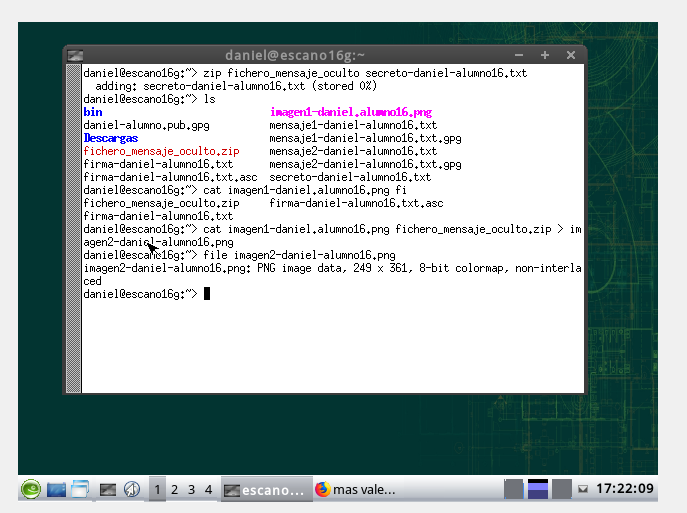 daniel@escano16g:~
daniel@escano16g:~> zip fichero_mensaje_oculto secreto-daniel-alumno16.txt
  adding: secreto-daniel-alumno16.txt (stored 0%)
daniel@escano16g:~> ls
bin                            imagen1-daniel.alumno16.png
daniel-alumno.pub.gpg          mensaje1-daniel-alumno16.txt
Descargas                      mensaje1-daniel-alumno16.txt.gpg
fichero_mensaje_oculto.zip     mensaje2-daniel-alumno16.txt
firma-daniel-alumno16.txt      mensaje2-daniel-alumno16.txt.gpg
firma-daniel-alumno16.txt.asc  secreto-daniel-alumno16.txt
daniel@escano16g:~> cat imagen1-daniel.alumno16.png fi
fichero_mensaje_oculto.zip     firma-daniel-alumno16.txt.asc
firma-daniel-alumno16.txt
daniel@escano16g:~> cat imagen1-daniel.alumno16.png fichero_mensaje_oculto.zip > im
agen2-daniel-alumno16.png
daniel@escano16g:~> file imagen2-daniel-alumno16.png
imagen2-daniel-alumno16.png: PNG image data, 249 x 361, 8-bit colormap, non-interla
ced
daniel@escano16g:~>
1 2 3 4 escano... mas vale... 17:22:09